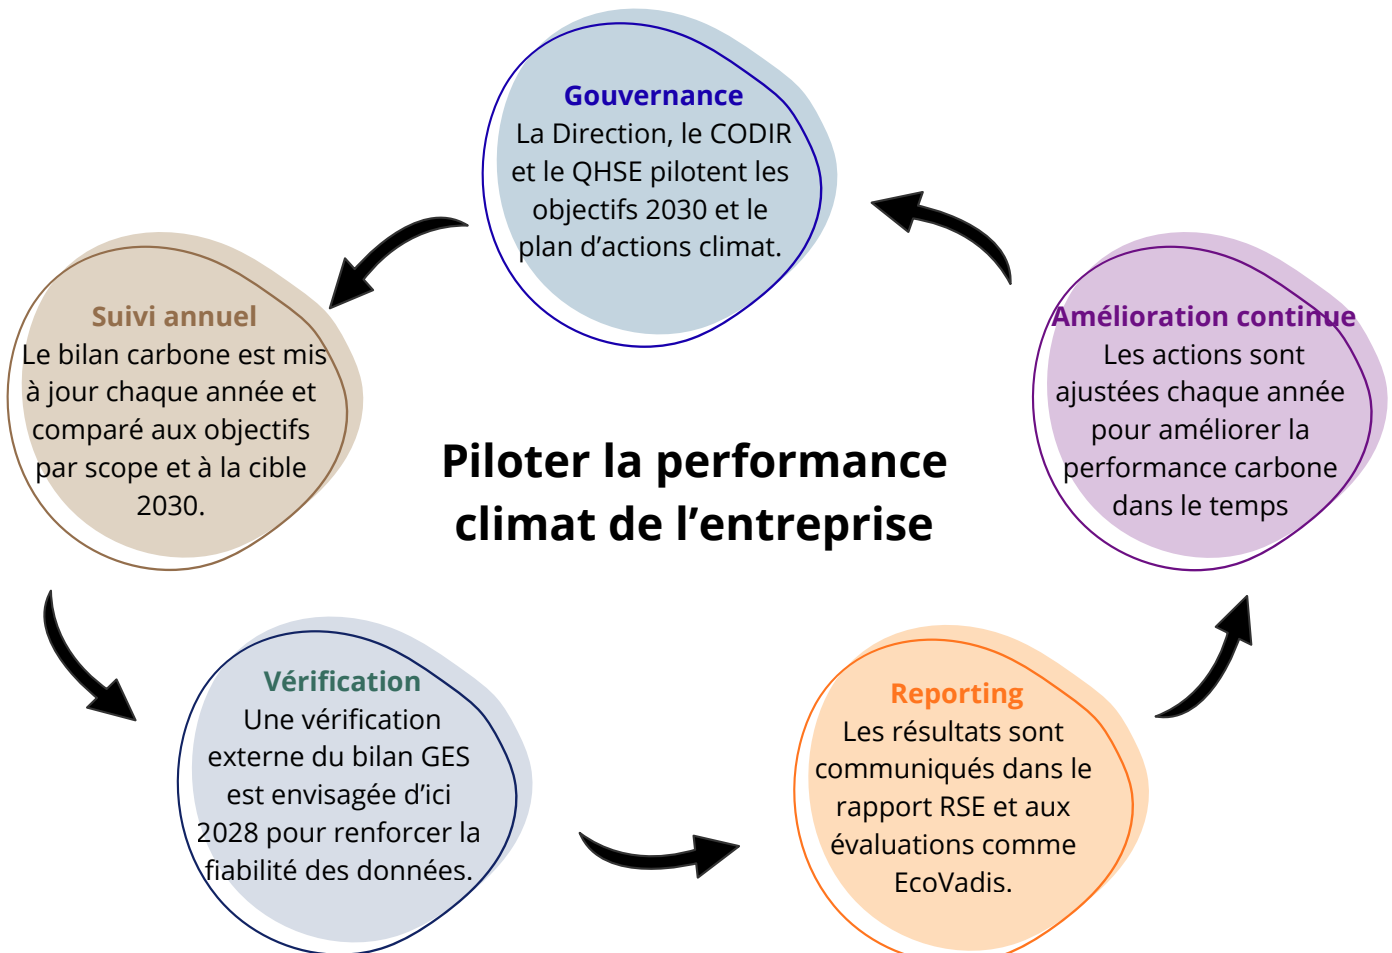 Gouvernance
La Direction, le CODIR
et le QHSE pilotent les
objectifs 2030 et le
plan d’actions climat.
Suivi annuel
Le bilan carbone est mis
à jour chaque année et
comparé aux objectifs
par scope et à la cible
2030.
Amélioration continue
Les actions sont
ajustées chaque année
pour améliorer la
performance carbone
dans le temps
Piloter la performance
climat de l’entreprise
Vérification
Une vérification
externe du bilan GES
est envisagée d’ici
2028 pour renforcer la
fiabilité des données.
Reporting
Les résultats sont
communiqués dans le
rapport RSE et aux
évaluations comme
EcoVadis.